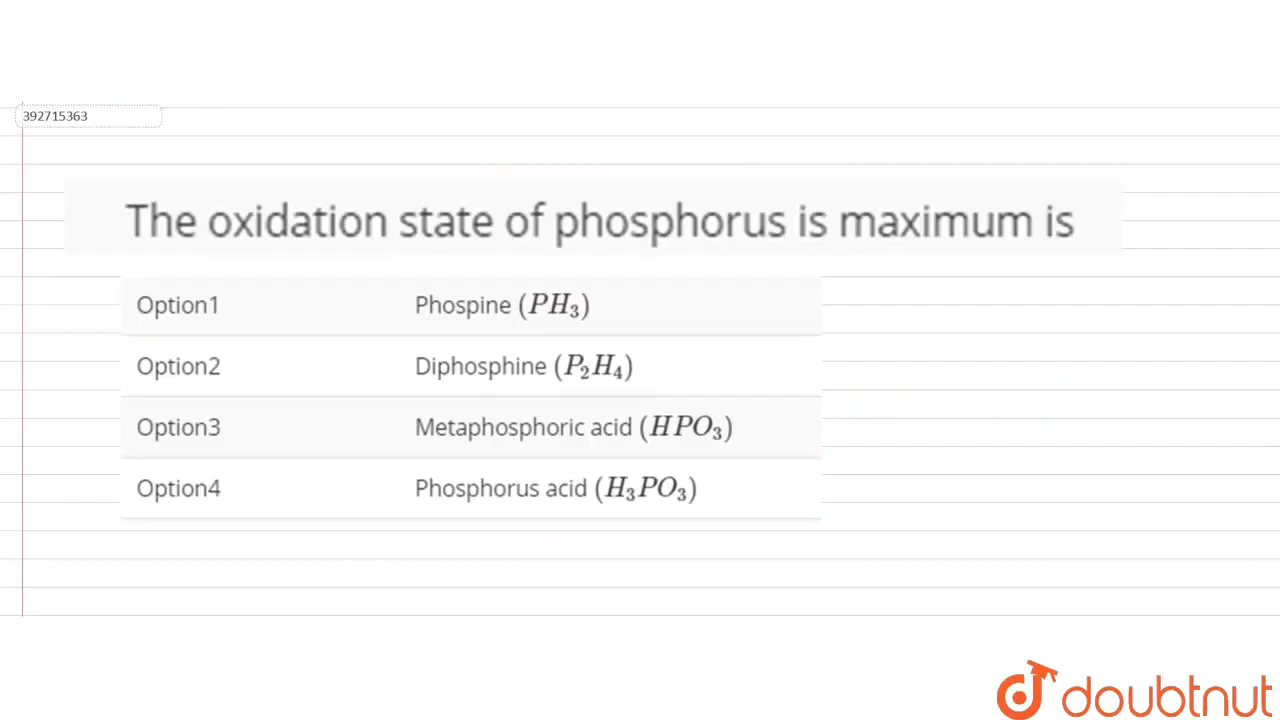 392715363
The oxidation state of phosphorus is maximum is
Option1 Phospine (PH₃)
Option2 Diphosphine (P₂H₄)
Option3 Metaphosphoric acid (HPO₃)
Option4 Phosphorus acid (H₃PO₃)
doubtnut